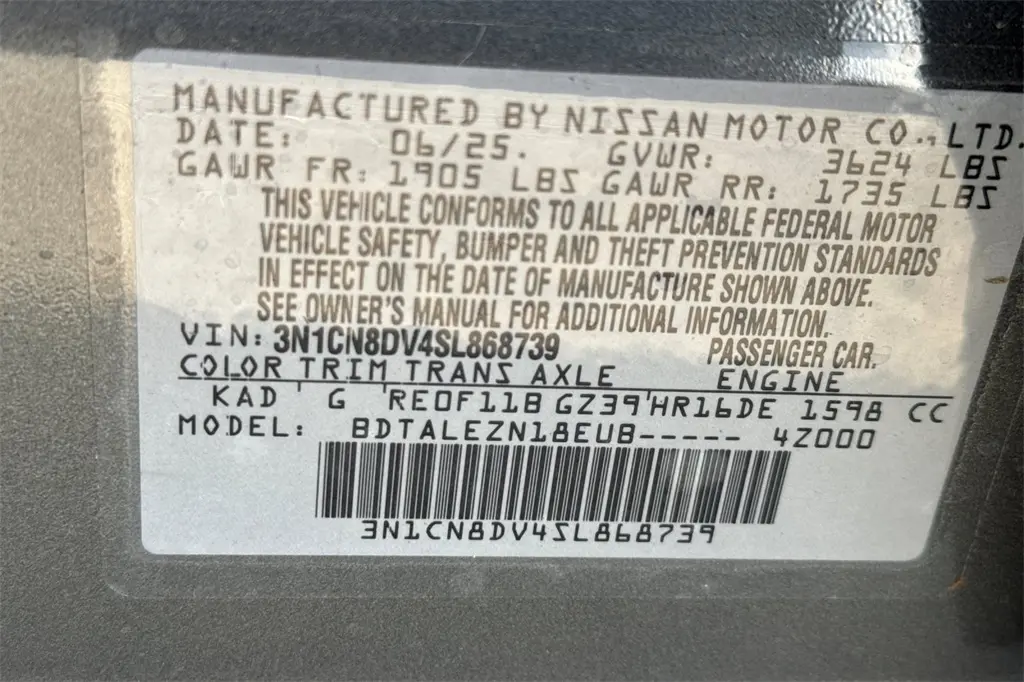 MANUFACTURED BY NISSAN MOTOR CO., LTD.
DATE: 06/25. GVWR: 3624 LBS
GAWR FR: 1905 LBS GAWR RR: 1735 LBS
THIS VEHICLE CONFORMS TO ALL APPLICABLE FEDERAL MOTOR
VEHICLE SAFETY, BUMPER AND THEFT PREVENTION STANDARDS
IN EFFECT ON THE DATE OF MANUFACTURE SHOWN ABOVE.
SEE OWNER'S MANUAL FOR ADDITIONAL INFORMATION.
VIN: 3N1CN8DV4SL868739 PASSENGER CAR.
COLOR TRIM TRANS AXLE ENGINE
KAD ' G RE0F11B GZ39'HR16DE 1598 CC
MODEL: BDTALEZN18EUB----- 4Z000
3N1CN8DV4SL868739